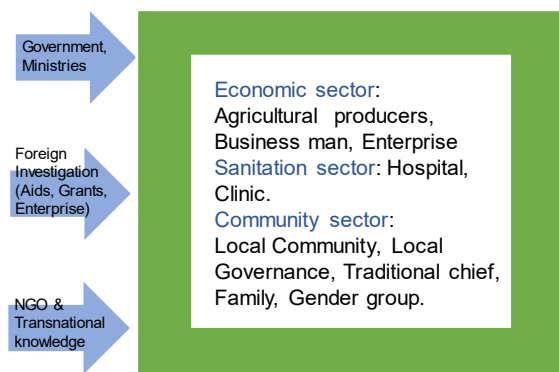 Government,
Ministries
Foreign
Investigation
(Aids, Grants,
Enterprise)
NGO &
Transnational
knowledge
Economic sector:
Agricultural producers,
Business man, Enterprise
Sanitation sector: Hospital,
Clinic.
Community sector:
Local Community, Local
Governance, Traditional chief,
Family, Gender group.